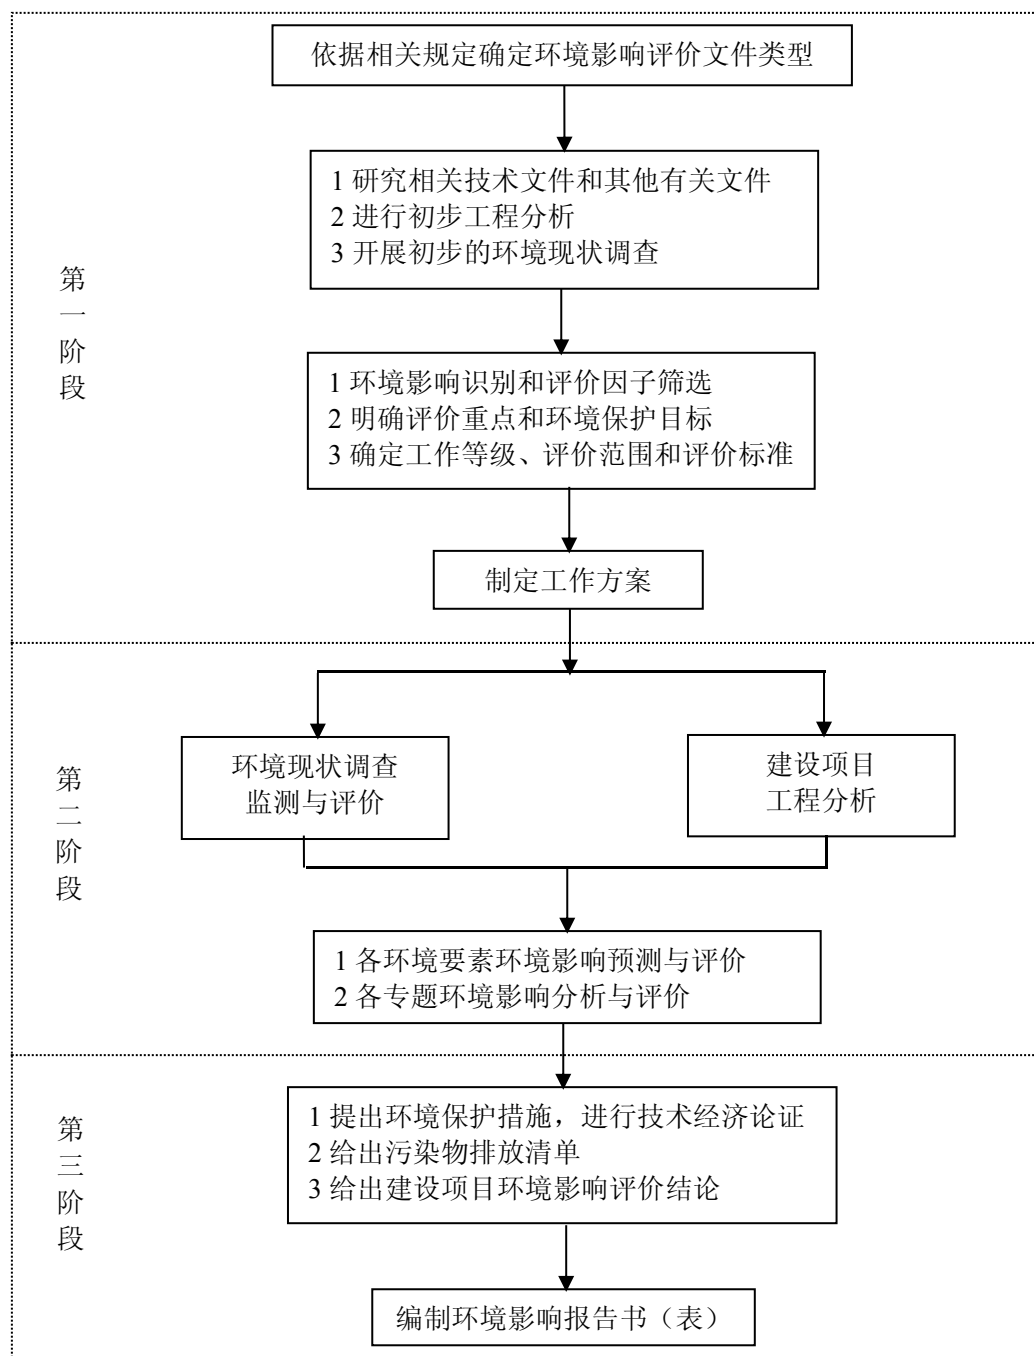 依据相关规定确定环境影响评价文件类型
1 研究相关技术文件和其他有关文件
2 进行初步工程分析
3 开展初步的环境现状调查
第
一
阶
段
1 环境影响识别和评价因子筛选
2 明确评价重点和环境保护目标
3 确定工作等级、评价范围和评价标准
制定工作方案
第
二
阶
段
环境现状调查
监测与评价
建设项目
工程分析
1 各环境要素环境影响预测与评价
2 各专题环境影响分析与评价
第
三
阶
段
1 提出环境保护措施，进行技术经济论证
2 给出污染物排放清单
3 给出建设项目环境影响评价结论
编制环境影响报告书（表）